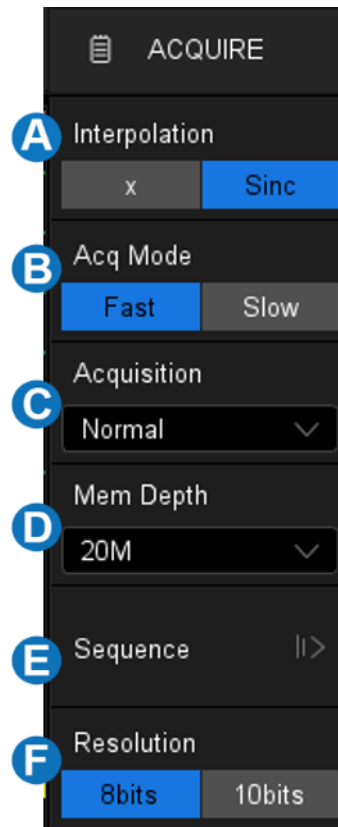 ACQUIRE
A
Interpolation
x Sinc
B
Acq Mode
Fast Slow
Acquisition
C
Normal
Mem Depth
D
20M
E
Sequence
Resolution
F
8bits 10bits